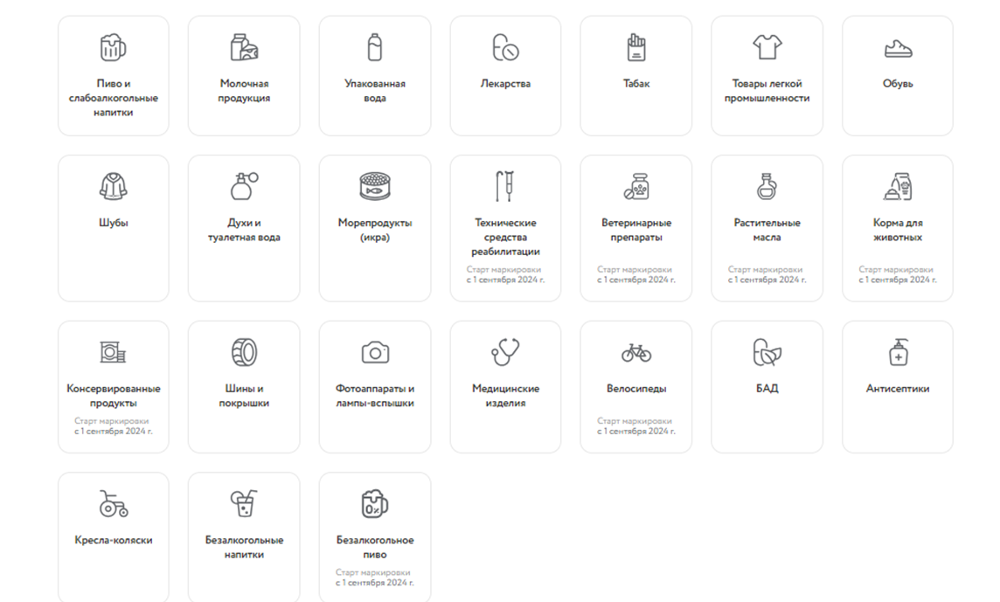 Пиво и
слабоалкогольные
напитки
Молочная
продукция
Упакованная
вода
Лекарства
Табак
Товары легкой
промышленности
Обувь
Шубы
Духи и
туалетная вода
Морепродукты
(икра)
Технические
средства
реабилитации
Старт маркировки
с 1 сентября 2024 г.
Ветеринарные
препараты
Старт маркировки
с 1 сентября 2024 г.
Растительные
масла
Старт маркировки
с 1 сентября 2024 г.
Корма для
животных
Старт маркировки
с 1 сентября 2024 г.
Консервированные
продукты
Старт маркировки
с 1 сентября 2024 г.
Шины и
покрышки
Фотоаппараты и
лампы-вспышки
Медицинские
изделия
Велосипеды
Старт маркировки
с 1 сентября 2024 г.
БАД
Антисептики
Кресла-коляски
Безалкогольные
напитки
0%
Безалкогольное
пиво
Старт маркировки
с 1 сентября 2024 г.